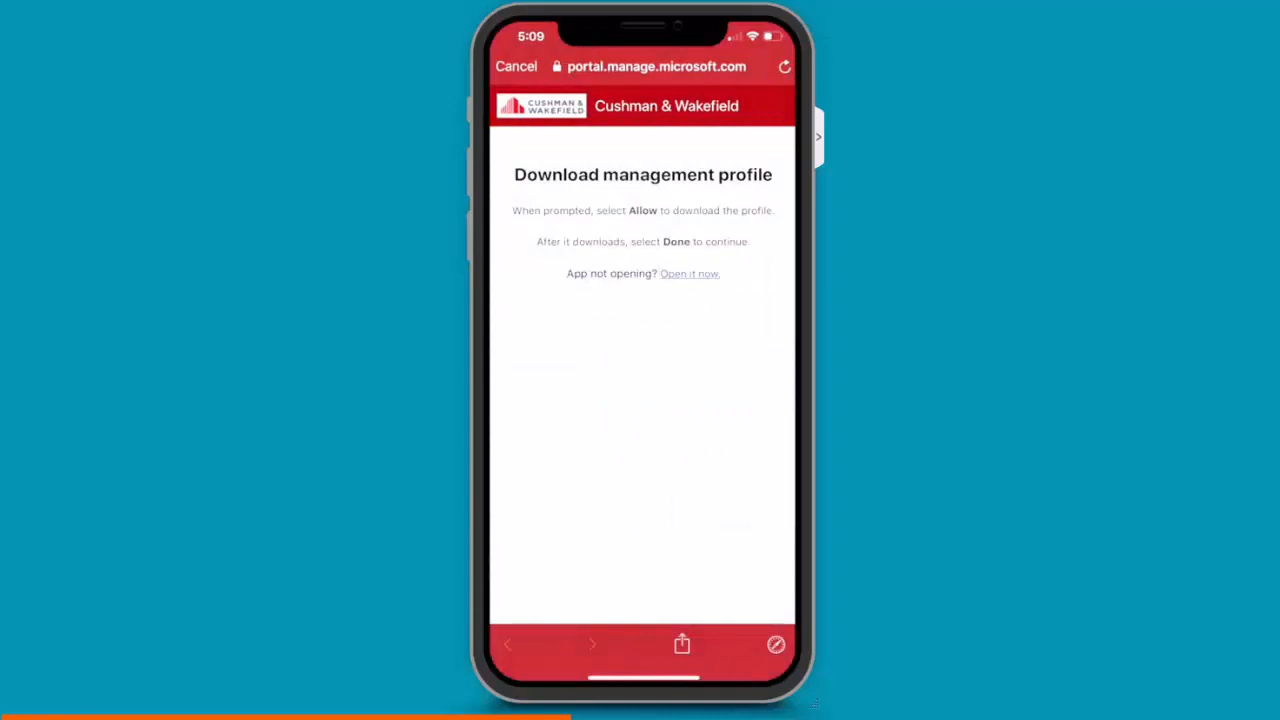 5:09
Cancel portal.manage.microsoft.com
CUSHMAN &
WAKEFIELD
Cushman & Wakefield
Download management profile
When prompted, select Allow to download the profile.
After it downloads, select Done to continue.
App not opening? Open it now.